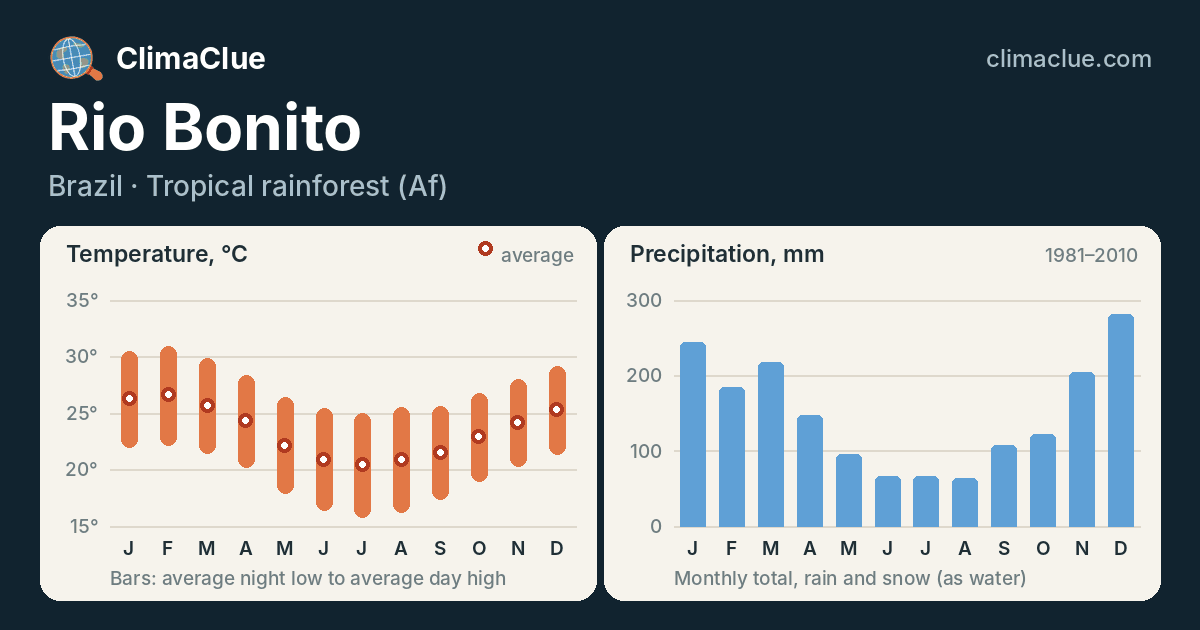 ClimaClue
climaclue.com
Rio Bonito
Brazil · Tropical rainforest (Af)
Temperature, °C
average
35°
30°
25°
20°
15°
J F M A M J J A S O N D
Bars: average night low to average day high
Precipitation, mm
1981–2010
300
200
100
0
J F M A M J J A S O N D
Monthly total, rain and snow (as water)